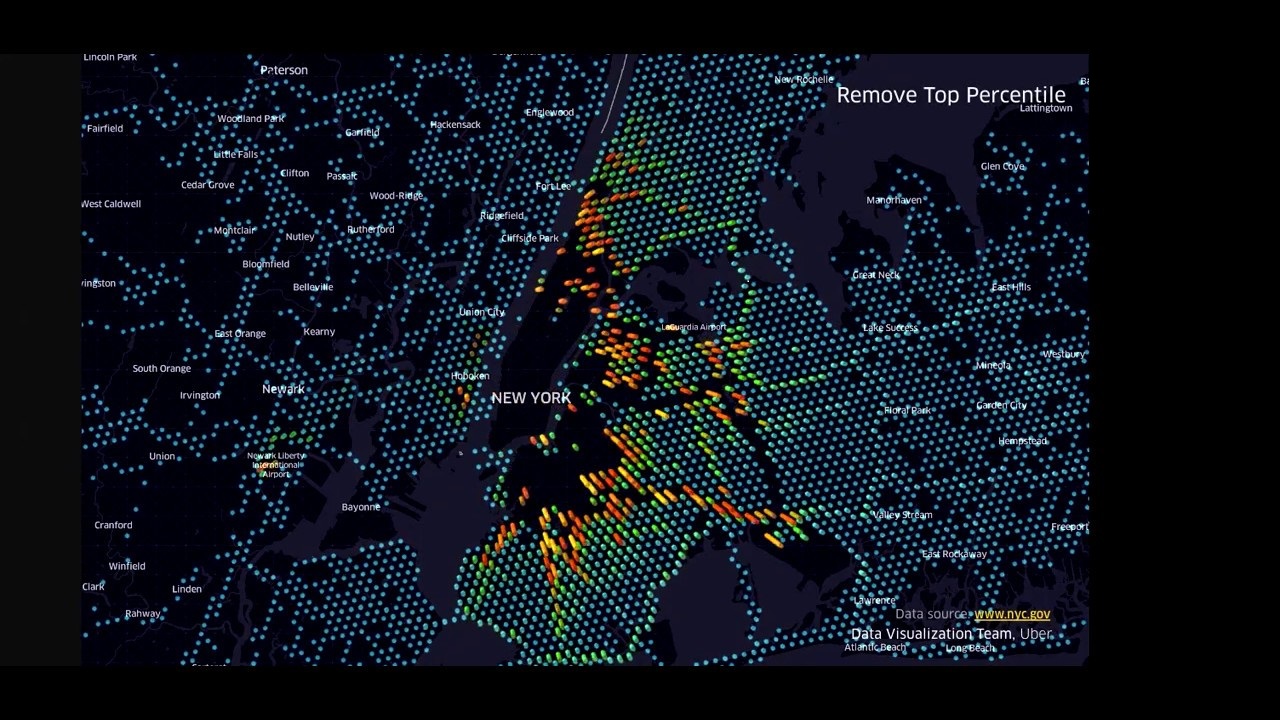 Lincoln Park
Paterson
New Rochelle
Remove Top Percentile
Lattingtown
Englewood
Woodland Park
Hackensack
Fairfield
Garfield
Little Falls
Glen Cove
Clifton
Passaic
Cedar Grove
Fort Lee
Wood-Ridge
Manorhaven
West Caldwell
Ridgefield
Montclair
Rutherford
Nutley
Cliffside Park
Bloomfield
Great Neck
Belleville
East Hills
Union City
LaGuardia Airport
Lake Success
East Orange
Kearny
Westbury
South Orange
Mineola
Hoboken
Newark
Irvington
NEW YORK
Floral Park
Garden City
Hempstead
Union
Newark Liberty
International
Airport
Bayonne
Valley Stream
Cranford
Freeport
East Rockaway
Winfield
Clark
Linden
Lawrence
Rahway
Data source: www.nyc.gov
Data Visualization Team, Uber
Atlantic Beach
Long Beach